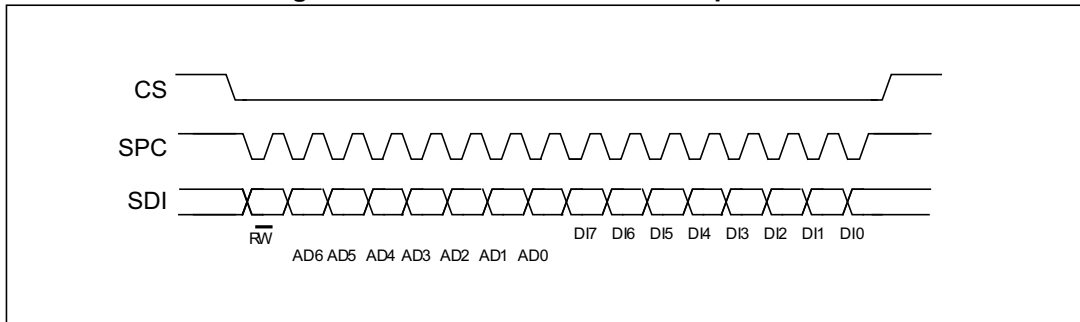 CS
SPC
SDI
RW DI7 DI6 DI5 DI4 DI3 DI2 DI1 DI0
AD6 AD5 AD4 AD3 AD2 AD1 AD0